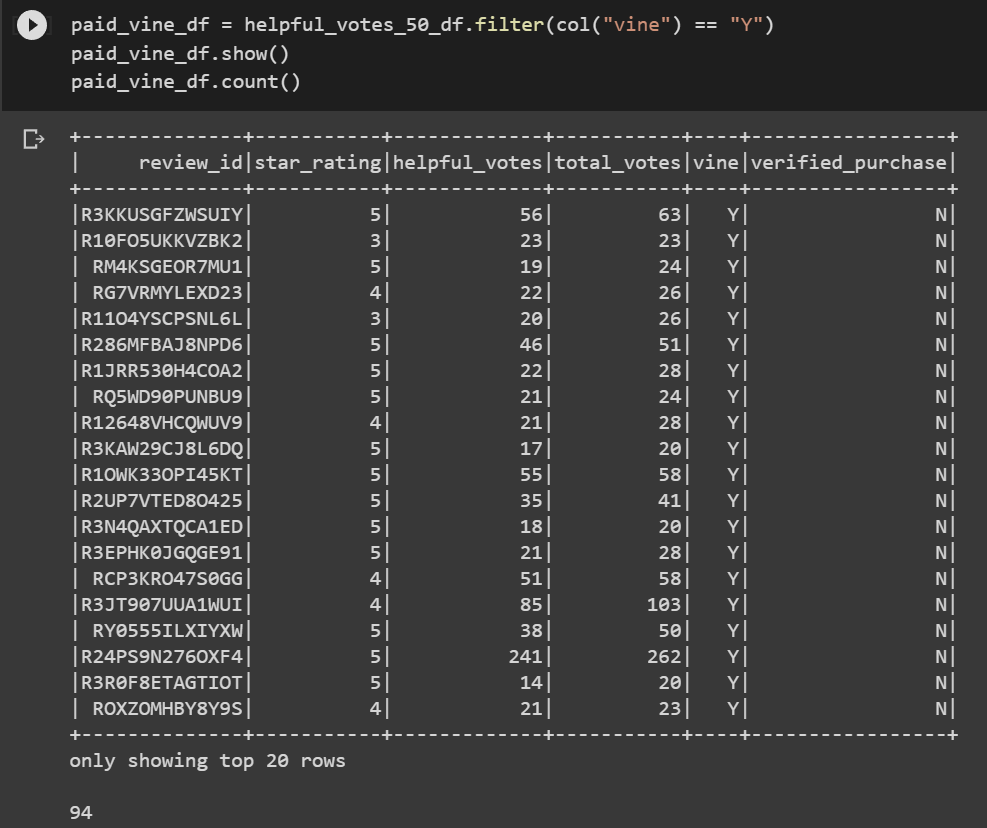 paid_vine_df = helpful_votes_50_df.filter(col("vine") == "Y")
paid_vine_df.show()
paid_vine_df.count()
+--------------+-----------+-------------+-----------+----+-----------------+
|     review_id|star_rating|helpful_votes|total_votes|vine|verified_purchase|
+--------------+-----------+-------------+-----------+----+-----------------+
|R3KKUSGFZWSUIY|          5|           56|         63|   Y|                N|
|R10FO5UKKVZBK2|          3|           23|         23|   Y|                N|
| RM4KSGEOR7MU1|          5|           19|         24|   Y|                N|
| RG7VRMYLEXD23|          4|           22|         26|   Y|                N|
|R11O4YSCPSNL6L|          3|           20|         26|   Y|                N|
|R286MFBAJ8NPD6|          5|           46|         51|   Y|                N|
|R1JRR530H4COA2|          5|           22|         28|   Y|                N|
| RQ5WD90PUNBU9|          5|           21|         24|   Y|                N|
|R12648VHCQWUV9|          4|           21|         28|   Y|                N|
|R3KAW29CJ8L6DQ|          5|           17|         20|   Y|                N|
|R1OWK33OPI45KT|          5|           55|         58|   Y|                N|
|R2UP7VTED8O425|          5|           35|         41|   Y|                N|
|R3N4QAXTQCA1ED|          5|           18|         20|   Y|                N|
|R3EPHK0JGQGE91|          5|           21|         28|   Y|                N|
| RCP3KRO47S0GG|          4|           51|         58|   Y|                N|
|R3JT907UUA1WUI|          4|           85|        103|   Y|                N|
| RY0555ILXIYXW|          5|           38|         50|   Y|                N|
|R24PS9N276OXF4|          5|          241|        262|   Y|                N|
|R3R0F8ETAGTIOT|          5|           14|         20|   Y|                N|
| ROXZOMHBY8Y9S|          4|           21|         23|   Y|                N|
+--------------+-----------+-------------+-----------+----+-----------------+
only showing top 20 rows
94